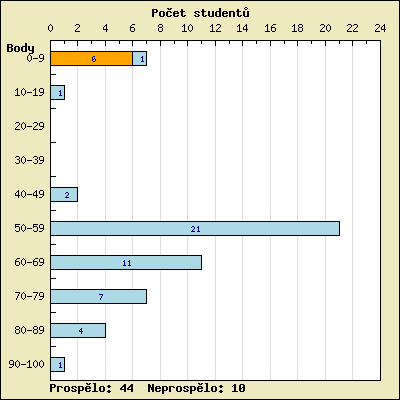 Počet studentů
0 2 4 6 8 10 12 14 16 18 20 22 24
Body
0-9 6 1
10-19 1
20-29
30-39
40-49 2
50-59 21
60-69 11
70-79 7
80-89 4
90-100 1
Prospělo: 44 Neprospělo: 10